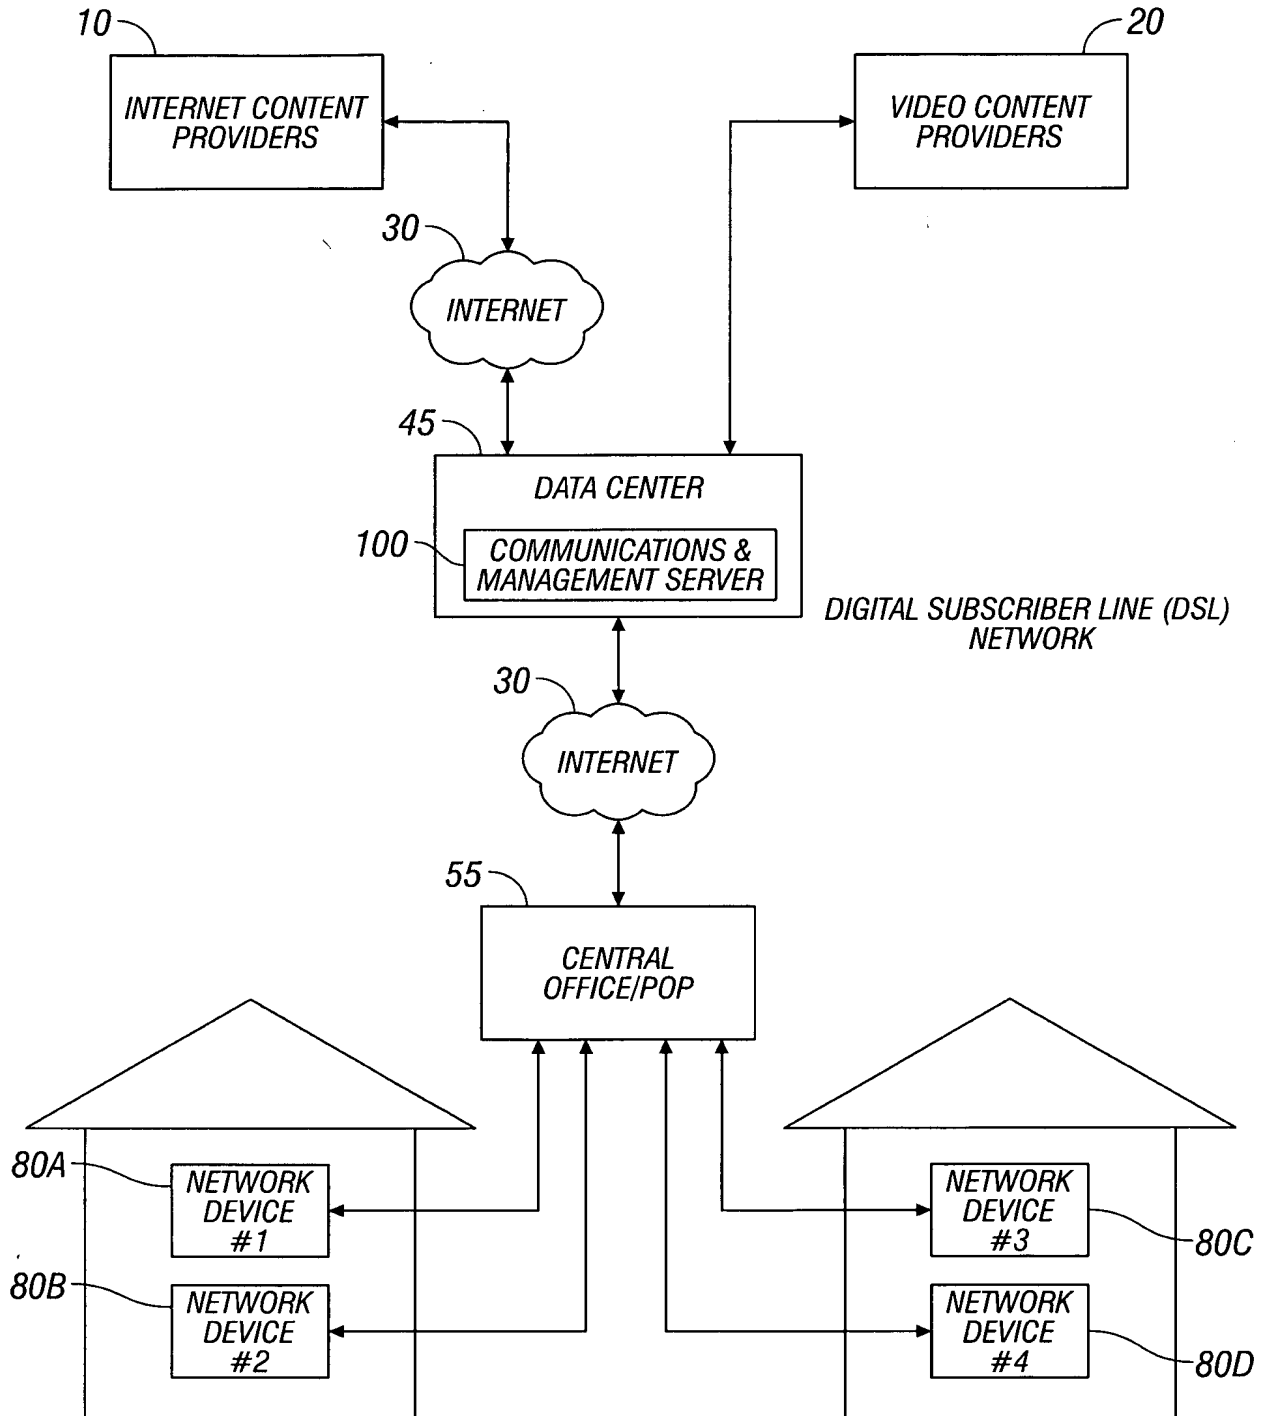 10
20
INTERNET CONTENT
PROVIDERS
VIDEO CONTENT
PROVIDERS
30
INTERNET
45
DATA CENTER
100
COMMUNICATIONS &
MANAGEMENT SERVER
DIGITAL SUBSCRIBER LINE (DSL)
NETWORK
30
INTERNET
55
CENTRAL
OFFICE/POP
80A
NETWORK
DEVICE
#1
80B
NETWORK
DEVICE
#2
NETWORK
DEVICE
#3
80C
NETWORK
DEVICE
#4
80D